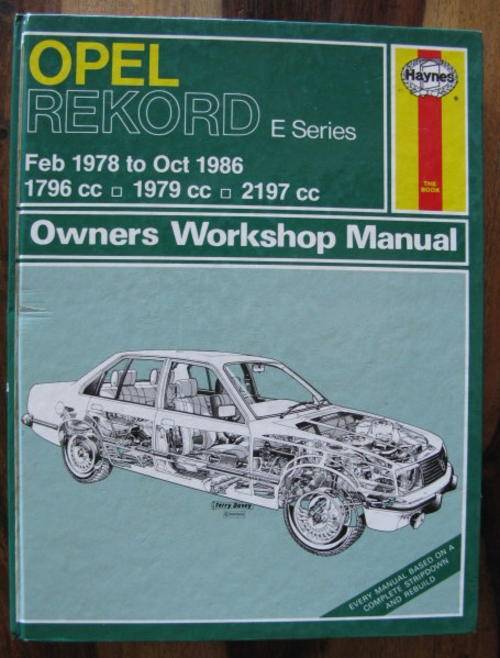 OPEL
REKORD E Series
Feb 1978 to Oct 1986
1796 cc □ 1979 cc □ 2197 cc
Haynes
®
THE
BOOK
Owners Workshop Manual
Terry Davey
EVERY MANUAL BASED ON A
COMPLETE STRIPDOWN
AND REBUILD